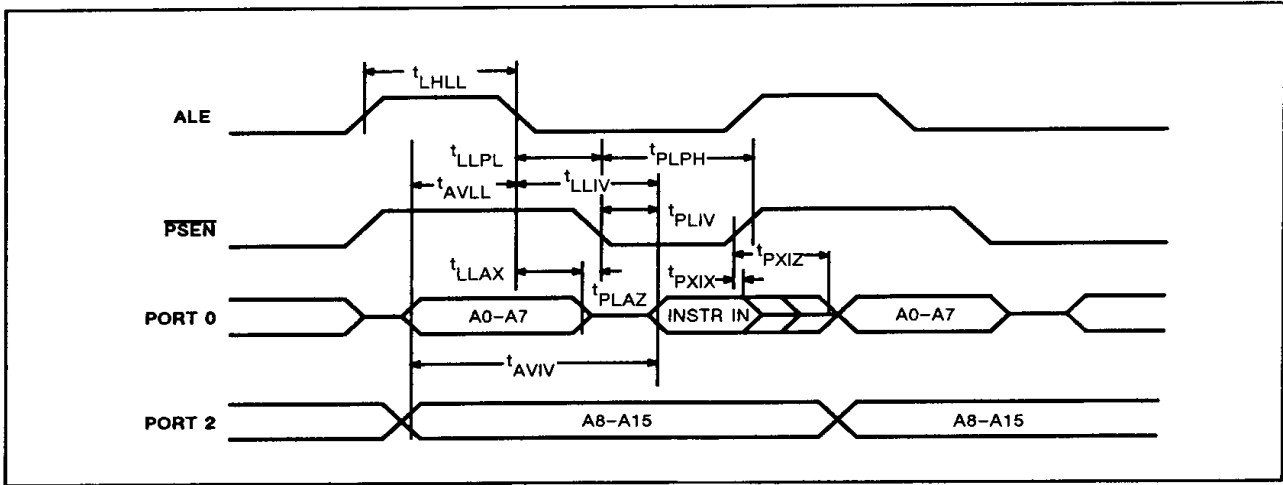 tLHLL
ALE
tLLPL
tPLPH
tAVLL
tLLIV
PSEN
tPLIV
tPXIZ
tLLAX
tPXIX
tPLAZ
PORT 0
A0–A7
INSTR IN
A0–A7
tAVIV
PORT 2
A8–A15
A8–A15